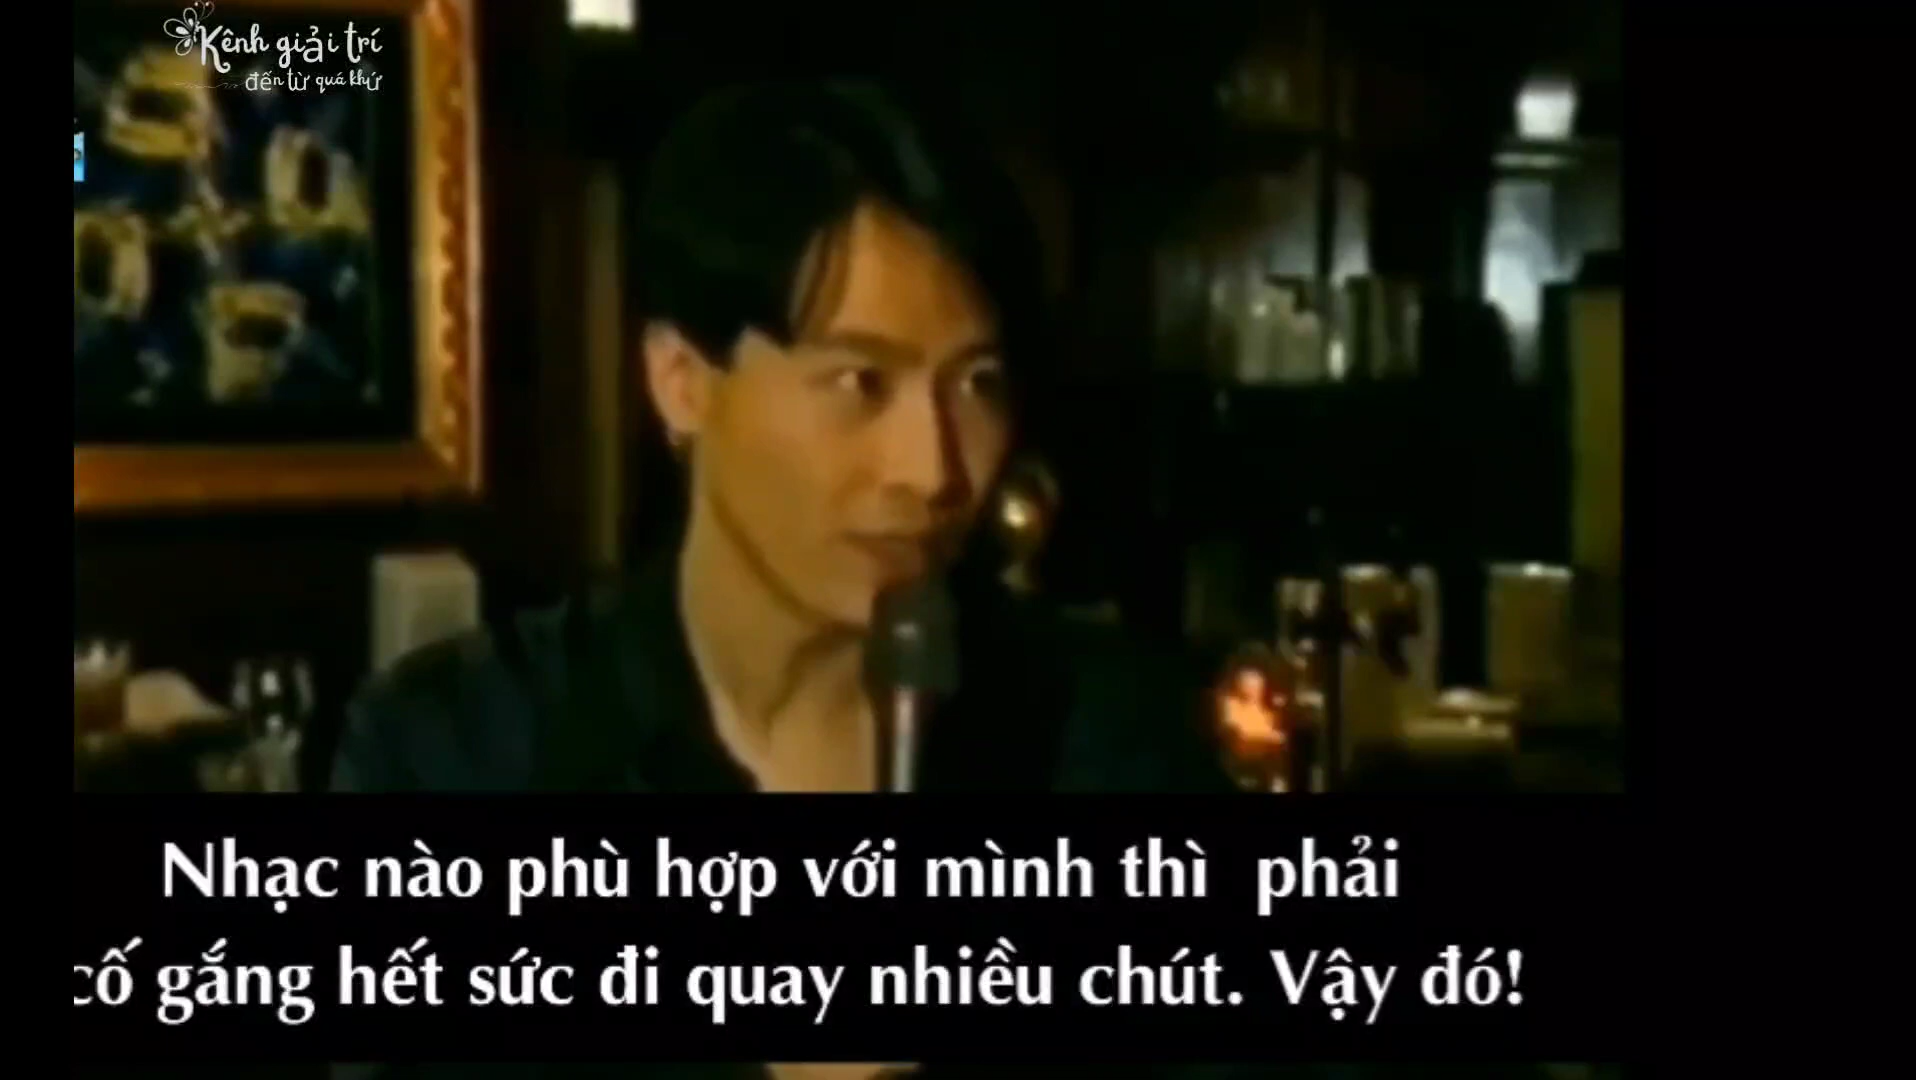 Kênh giải trí
đến từ quá khứ
Nhạc nào phù hợp với mình thì phải
cố gắng hết sức đi quay nhiều chút. Vậy đó!